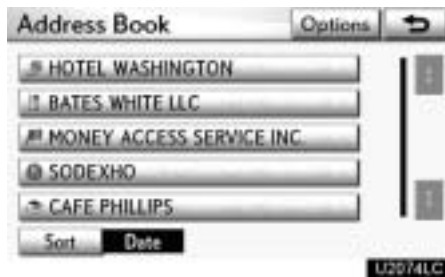 Address Book Options
HOTEL WASHINGTON
BATES WHITE LLC
MONEY ACCESS SERVICE INC.
SODEXHO
CAFE PHILLIPS
Sort Date
U2074LC